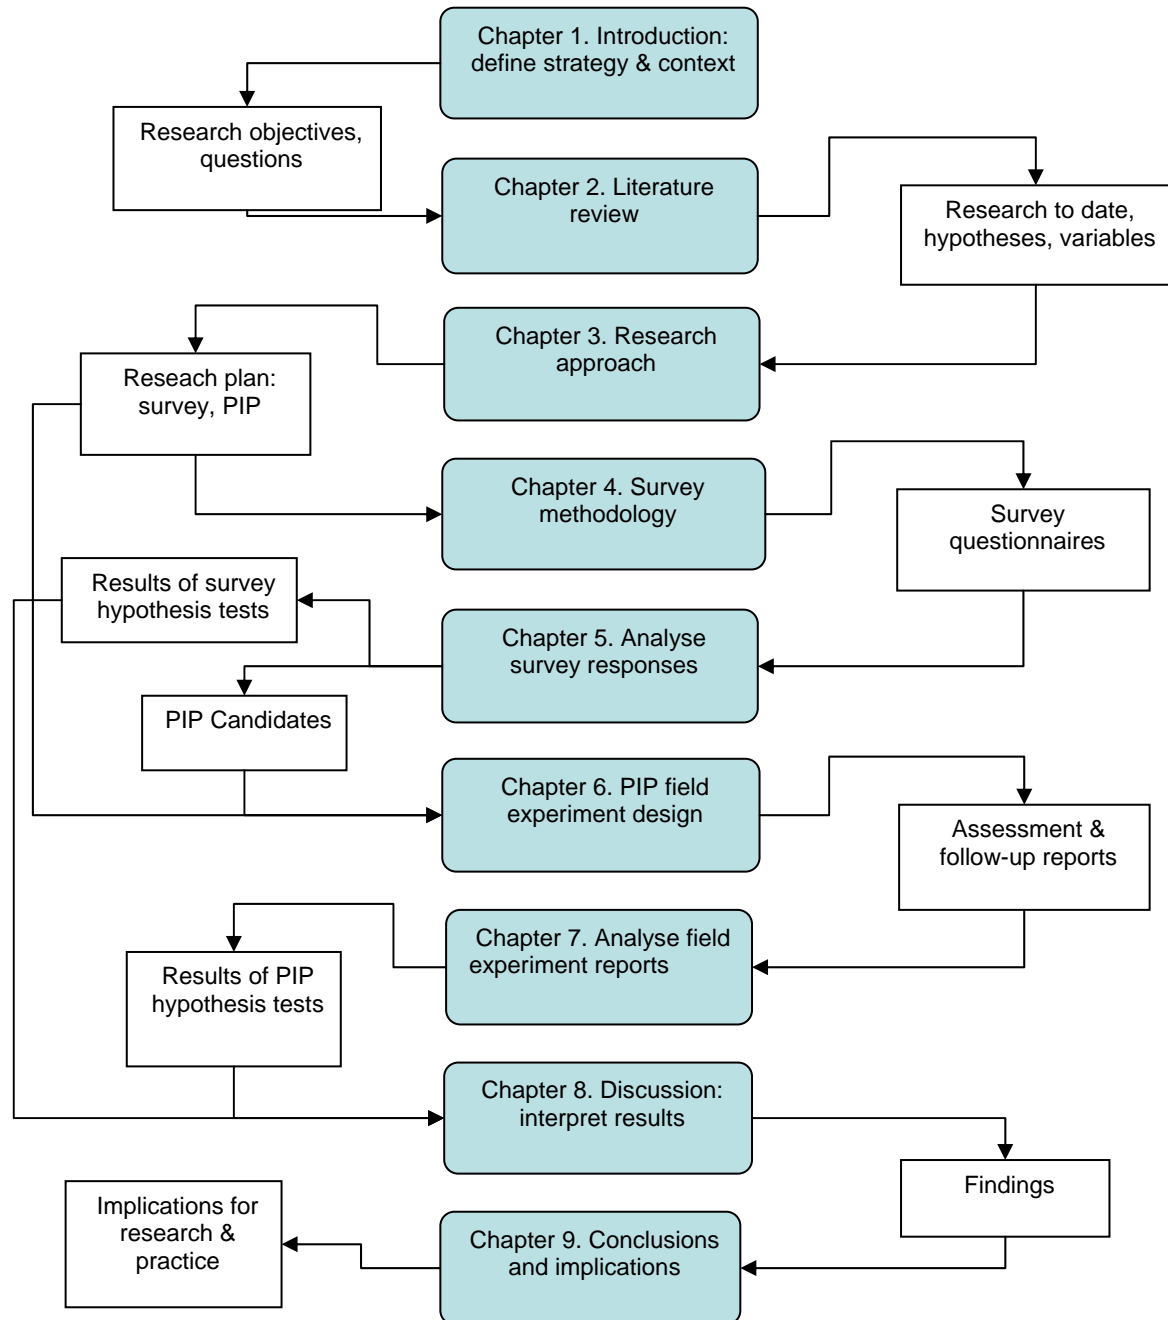 Chapter 1. Introduction:
define strategy & context
Research objectives,
questions
Chapter 2. Literature
review
Research to date,
hypotheses, variables
Chapter 3. Research
approach
Reseach plan:
survey, PIP
Chapter 4. Survey
methodology
Survey
questionnaires
Results of survey
hypothesis tests
Chapter 5. Analyse
survey responses
PIP Candidates
Chapter 6. PIP field
experiment design
Assessment &
follow-up reports
Chapter 7. Analyse field
experiment reports
Results of PIP
hypothesis tests
Chapter 8. Discussion:
interpret results
Findings
Implications for
research &
practice
Chapter 9. Conclusions
and implications